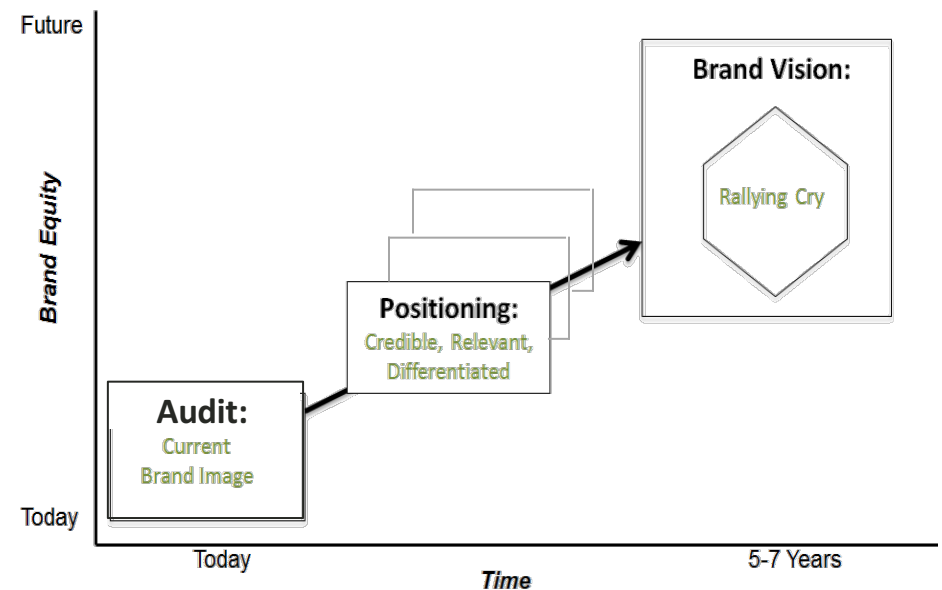 Future
Brand Vision:
Rallying Cry
Brand Equity
Positioning:
Credible, Relevant,
Differentiated
Audit:
Current
Brand Image
Today
Today
5-7 Years
Time